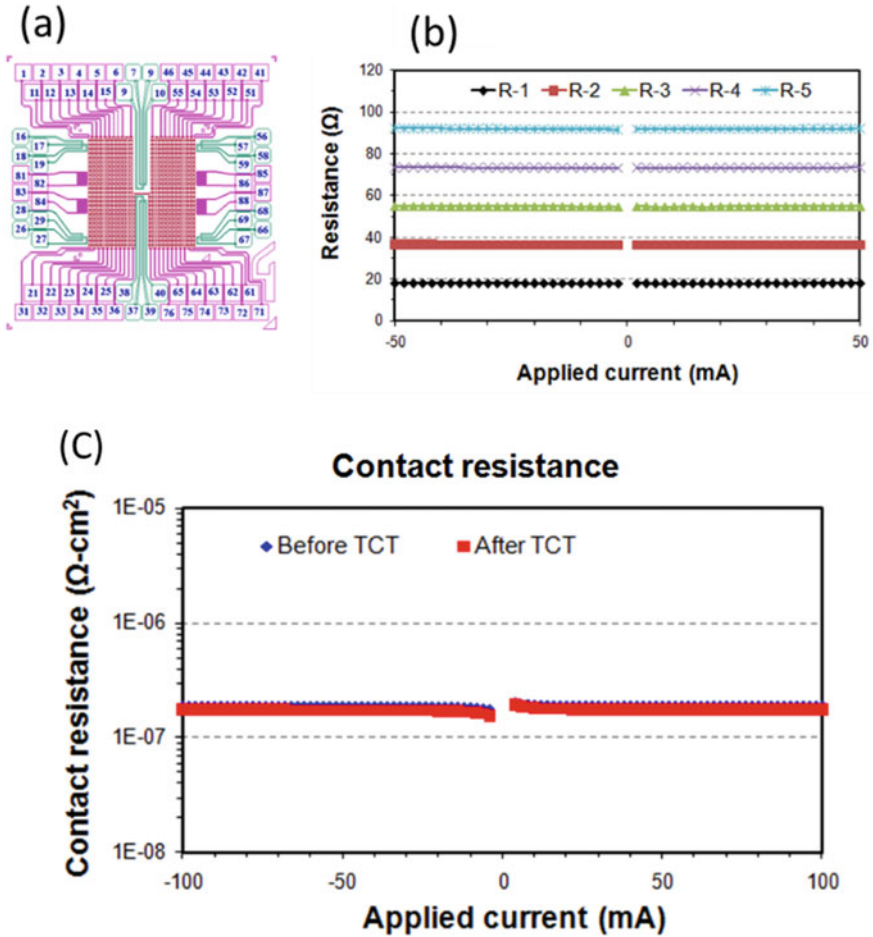 (a)
1 2 3 4 5 6 7 9 46 45 44 43 42 41
11 12 13 14 15 9 10 55 54 53 52 51
16 56
17 57
18 58
19 59
81 85
82 86
83 87
84 88
28 68
29 69
26 66
27 67
21 22 23 24 25 38 40 65 64 63 62 61
31 32 33 34 35 36 37 39 76 75 74 73 72 71
(b)
R-1 R-2 R-3 R-4 R-5
Resistance (Ω)
120
100
80
60
40
20
0
-50 0 50
Applied current (mA)
(C)
Contact resistance
Before TCT After TCT
Contact resistance (Ω-cm²)
1E-05
1E-06
1E-07
1E-08
-100 -50 0 50 100
Applied current (mA)